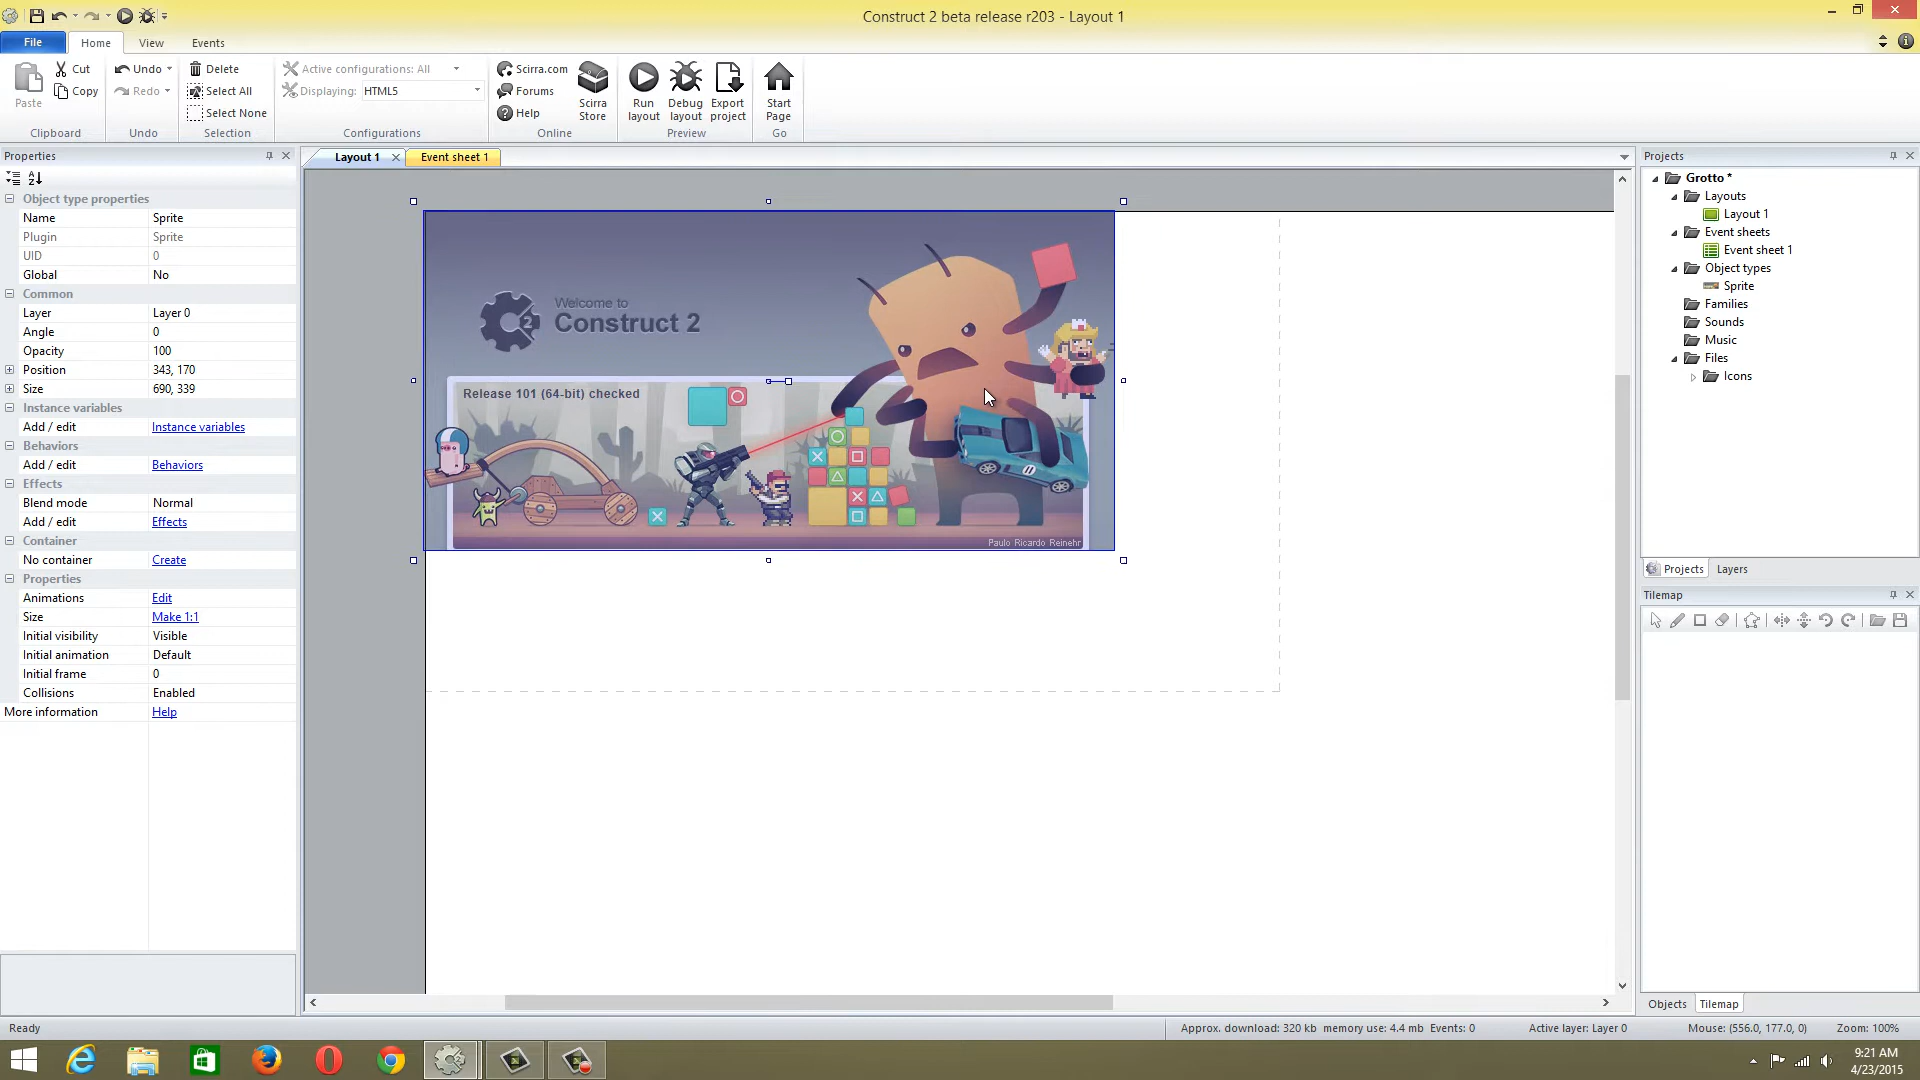 Construct 2 beta release r203 - Layout 1
File Home View Events
Paste
Cut
Copy
Clipboard
Undo
Redo
Undo
Delete
Select All
Select None
Selection
Active configurations: All
Displaying: HTML5
Configurations
Scirra.com
Forums
Help
Scirra Store
Online
Run layout
Debug layout
Export project
Preview
Start Page
Go
Properties
Object type properties
Name Sprite
Plugin Sprite
UID 0
Global No
Common
Layer Layer 0
Angle 0
Opacity 100
Position 343, 170
Size 690, 339
Instance variables
Add / edit Instance variables
Behaviors
Add / edit Behaviors
Effects
Blend mode Normal
Add / edit Effects
Container
No container Create
Properties
Animations Edit
Size Make 1:1
Initial visibility Visible
Initial animation Default
Initial frame 0
Collisions Enabled
More information Help
Layout 1 Event sheet 1
Welcome to
Construct 2
2
Release 101 (64-bit) checked
11
Paulo Ricardo Reinehr
Projects
Grotto *
Layouts
Layout 1
Event sheets
Event sheet 1
Object types
Sprite
Families
Sounds
Music
Files
Icons
Projects Layers
Tilemap
Objects Tilemap
Ready
Approx. download: 320 kb memory use: 4.4 mb Events: 0 Active layer: Layer 0 Mouse: (556.0, 177.0, 0) Zoom: 100%
9:21 AM
4/23/2015